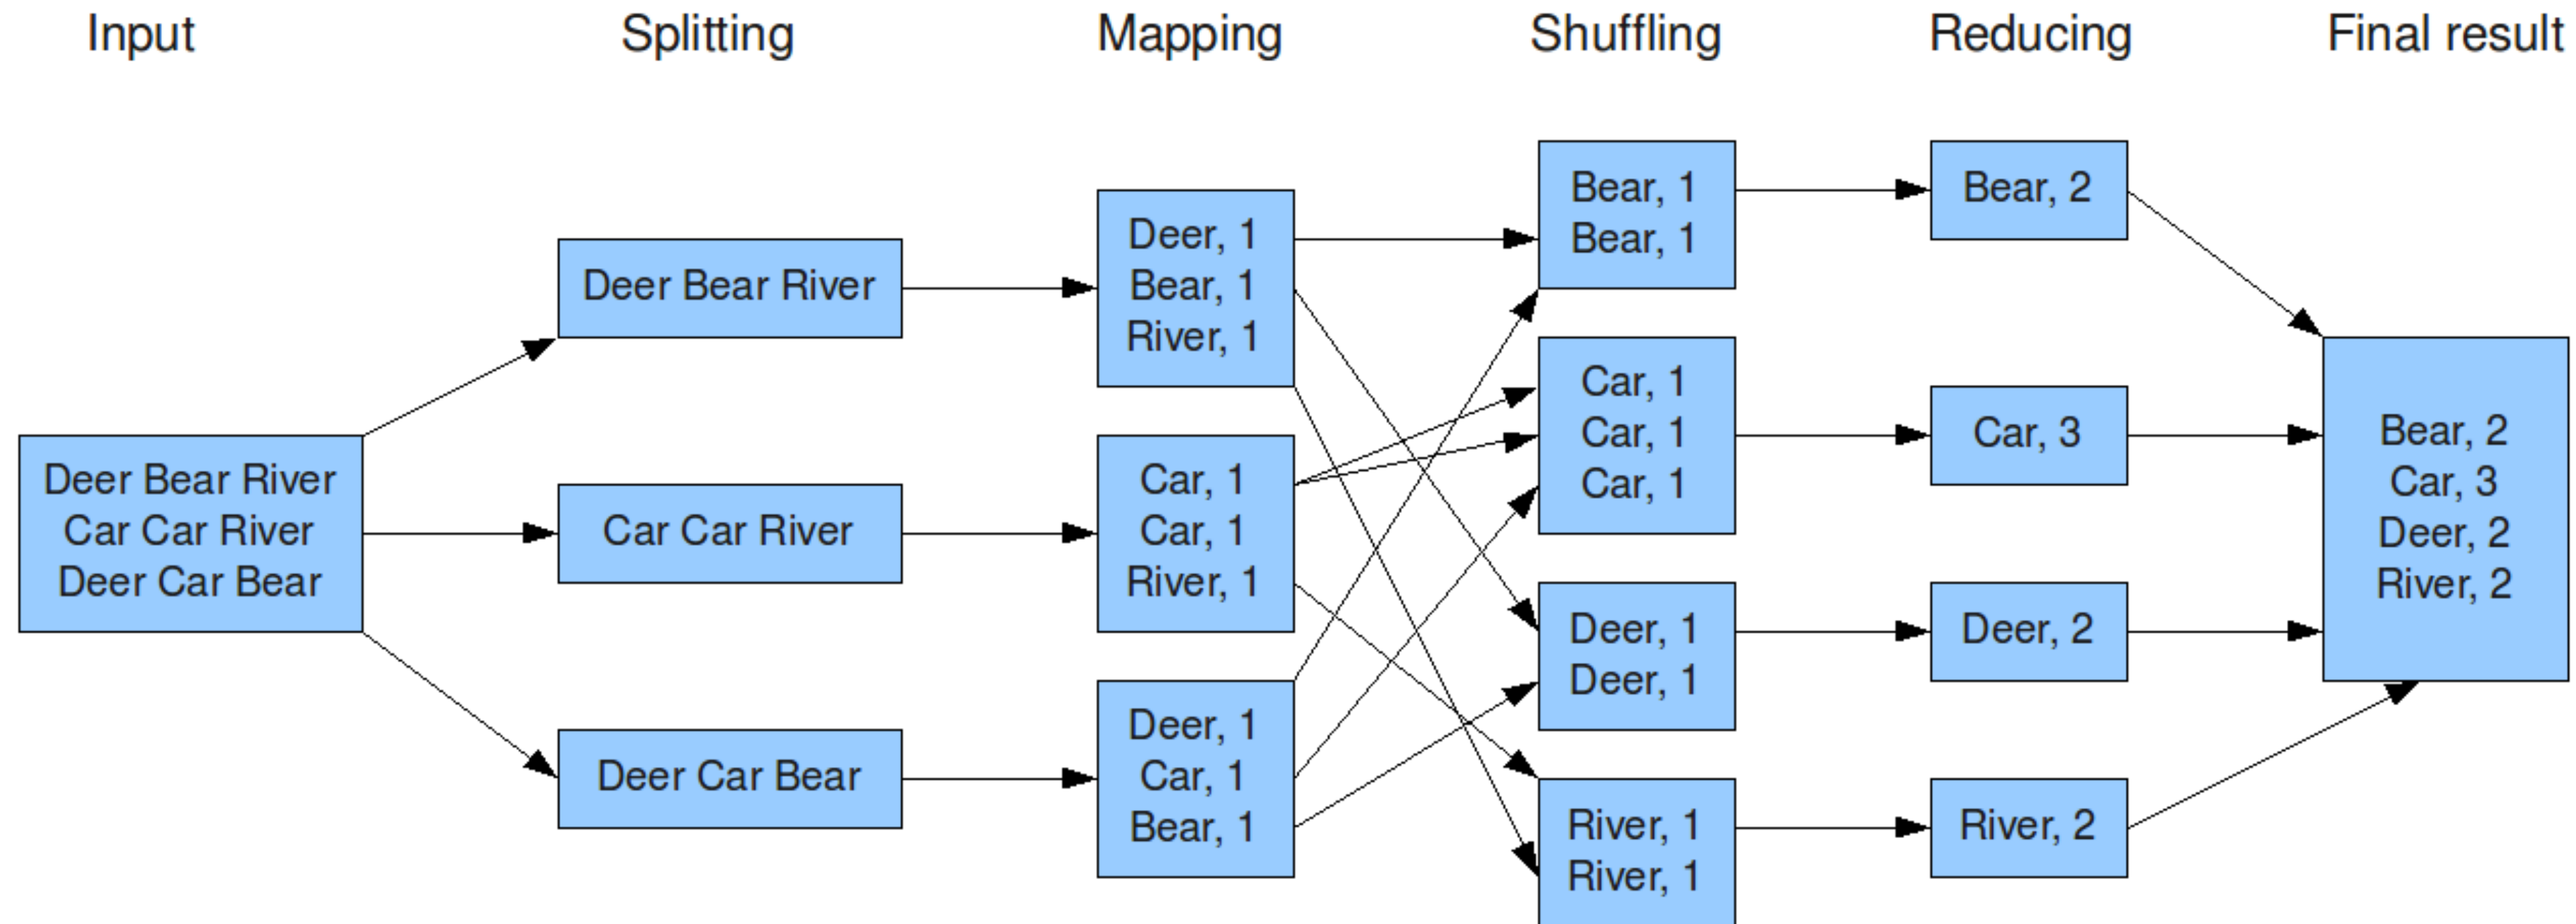 Input
Splitting
Mapping
Shuffling
Reducing
Final result
Deer Bear River
Car Car River
Deer Car Bear
Deer Bear River
Car Car River
Deer Car Bear
Deer, 1
Bear, 1
River, 1
Car, 1
Car, 1
River, 1
Deer, 1
Car, 1
Bear, 1
Bear, 1
Bear, 1
Car, 1
Car, 1
Car, 1
Deer, 1
Deer, 1
River, 1
River, 1
Bear, 2
Car, 3
Deer, 2
River, 2
Bear, 2
Car, 3
Deer, 2
River, 2